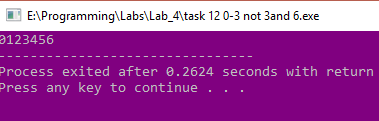 E:\Programming\Labs\Lab_4\task 12 0-3 not 3and 6.exe
0123456
--------------------------------
Process exited after 0.2624 seconds with return
Press any key to continue . . .